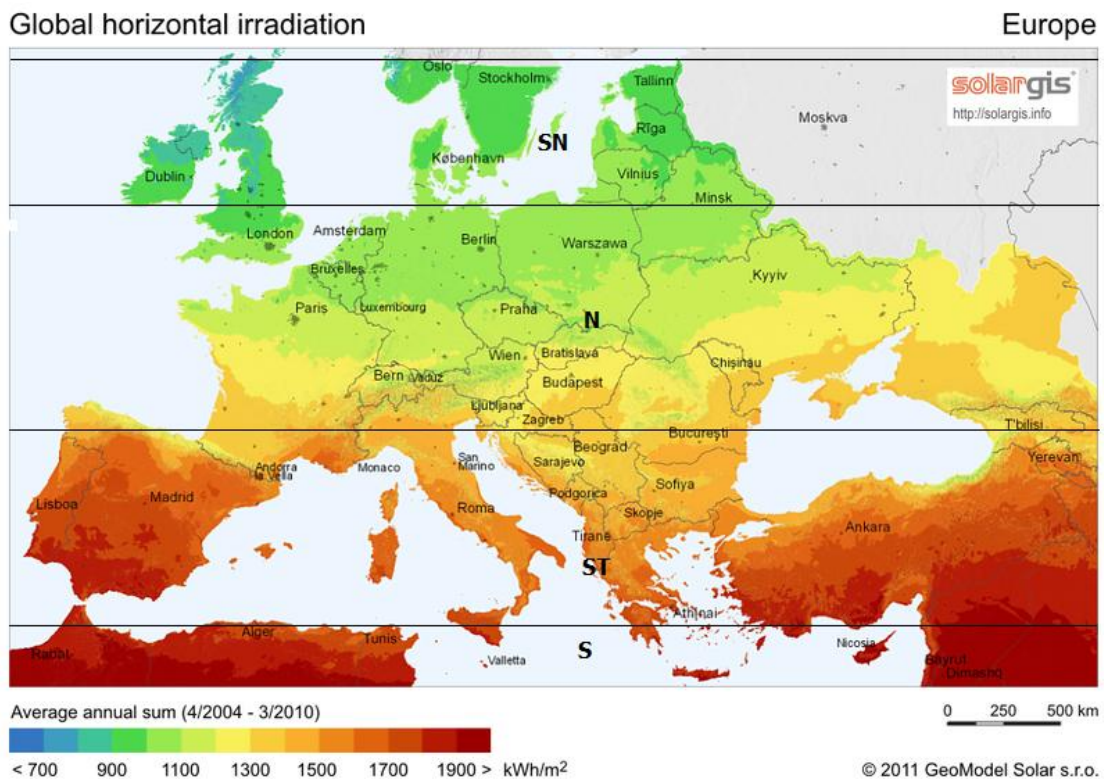 Global horizontal irradiation
Europe
solargis
http://solargis.info
Oslo
Stockholm
Tallinn
Moskva
Rīga
SN
København
Dublin
Vilnius
Minsk
London
Amsterdam
Berlin
Warszawa
Bruxelles
Kyyiv
Paris
Luxembourg
Praha
N
Wien
Bratislava
Chișinău
Bern
Vaduz
Budapest
Ljubljana
Zagreb
T'bilisi
București
Beograd
Monaco
San
Marino
Sarajevo
Yerevan
Andorra
la Vella
Lisboa
Madrid
Podgorica
Sofiya
Roma
Skopje
Ankara
Tirane
ST
Athinai
Alger
Tunis
Rabat
Valletta
S
Nicosia
Bayrut
Dimashq
Average annual sum (4/2004 - 3/2010)
0 250 500 km
< 700 900 1100 1300 1500 1700 1900 > kWh/m²
© 2011 GeoModel Solar s.r.o.